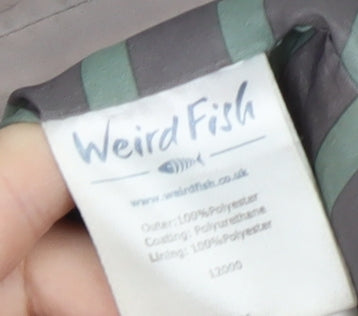 Weird Fish
www.weirdfish.co.uk
Outer: 100%Polyester
Coating: Polyurethane
Lining: 100%Polyester
12000